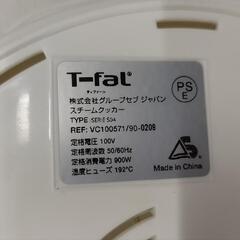 T-fal
ティファール
PS
E
株式会社グループセブ ジャパン
スチームクッカー
TYPE :SERIE S04
REF: VC100571/90-0208
定格電圧 100V
定格周波数 50/60Hz
定格消費電力 900W
温度ヒューズ 192℃
Made in China